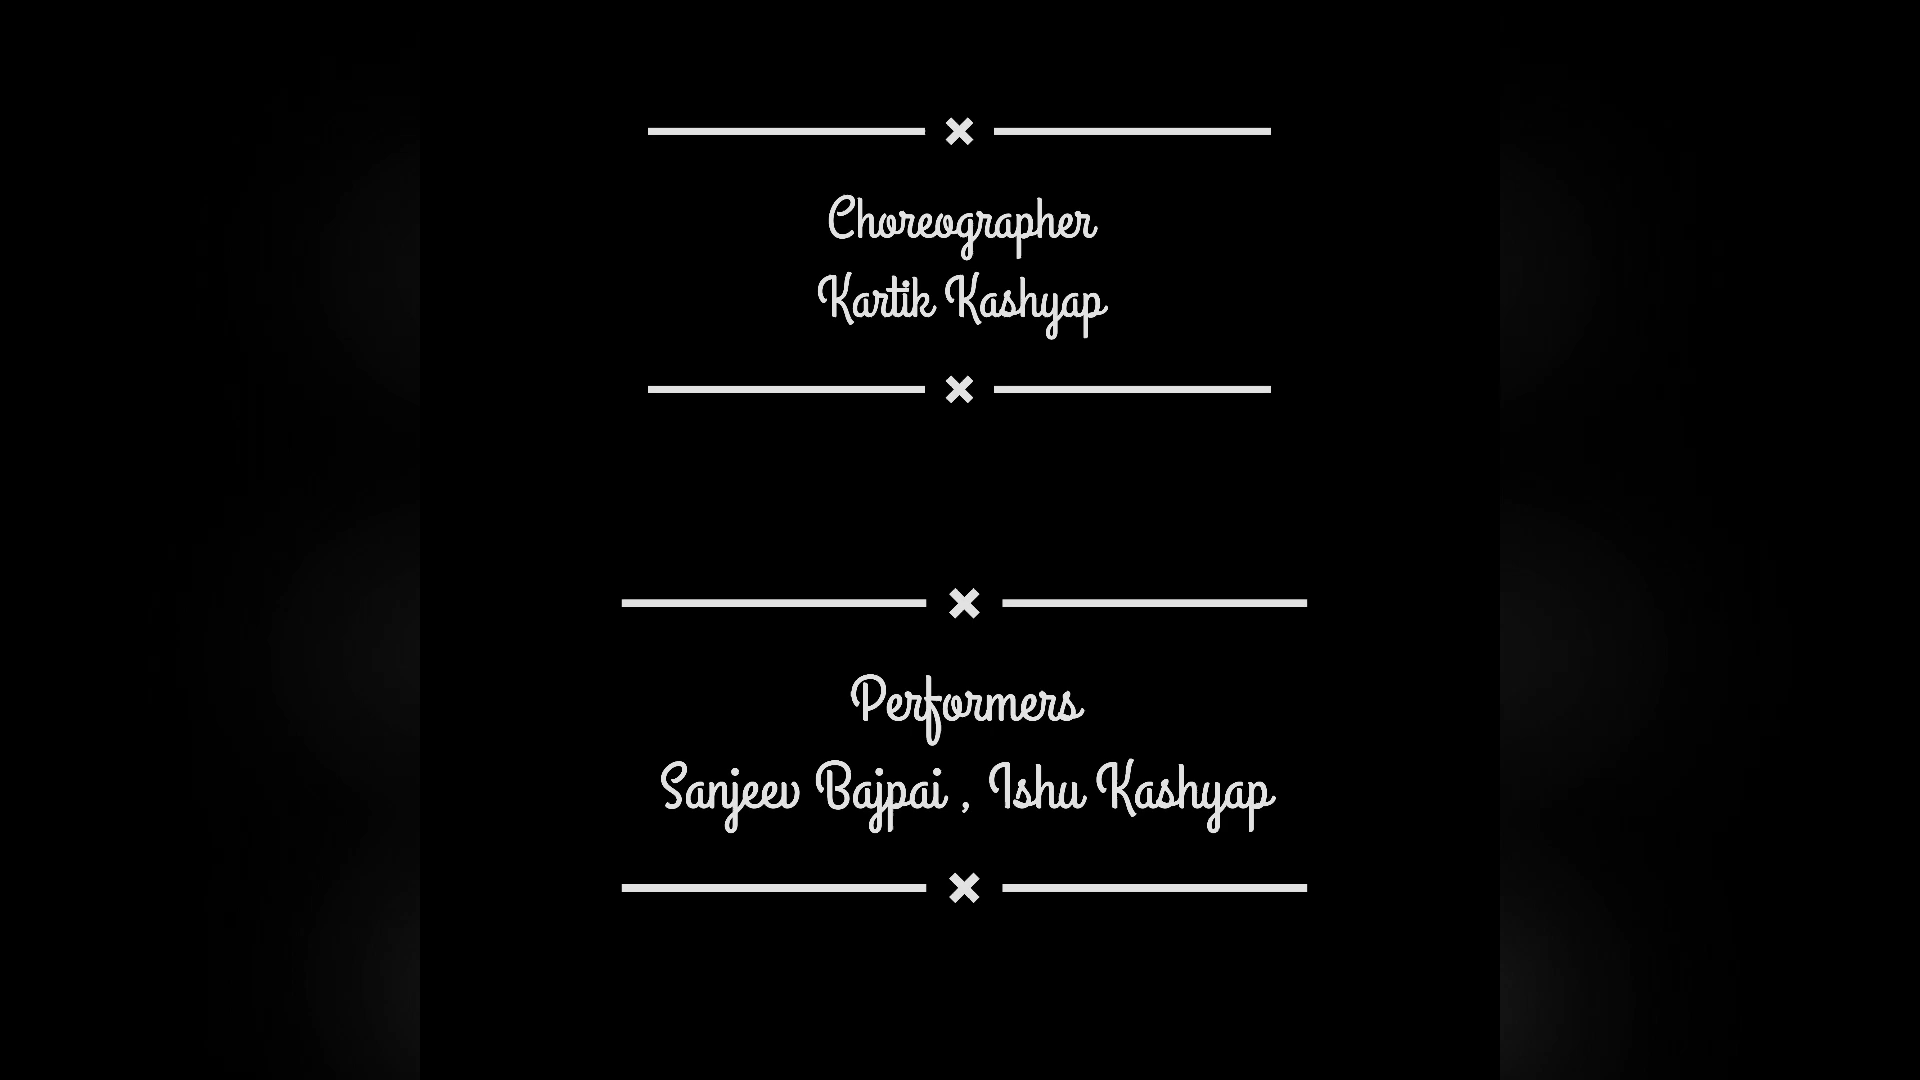 Choreographer
Kartik Kashyap
Performers
Sanjeev Bajpai , Ishu Kashyap